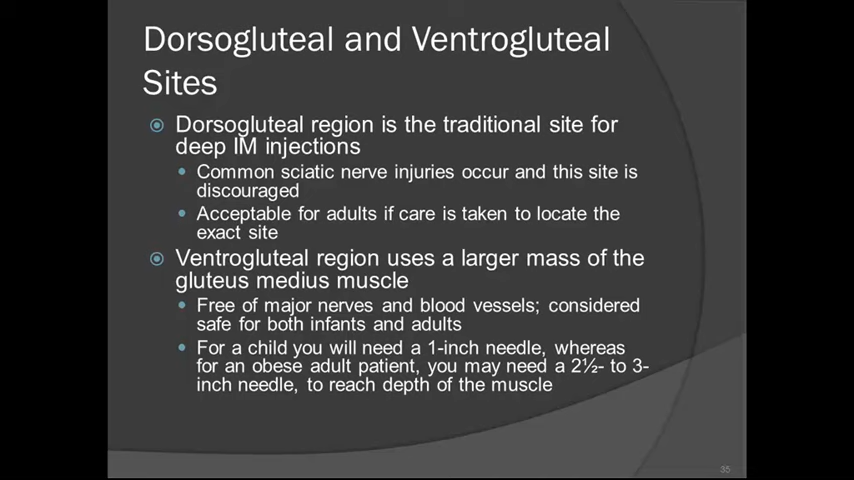 Dorsogluteal and Ventrogluteal
Sites
Dorsogluteal region is the traditional site for
deep IM injections
Common sciatic nerve injuries occur and this site is
discouraged
Acceptable for adults if care is taken to locate the
exact site
Ventrogluteal region uses a larger mass of the
gluteus medius muscle
Free of major nerves and blood vessels; considered
safe for both infants and adults
For a child you will need a 1-inch needle, whereas
for an obese adult patient, you may need a 2½- to 3-
inch needle, to reach depth of the muscle
35